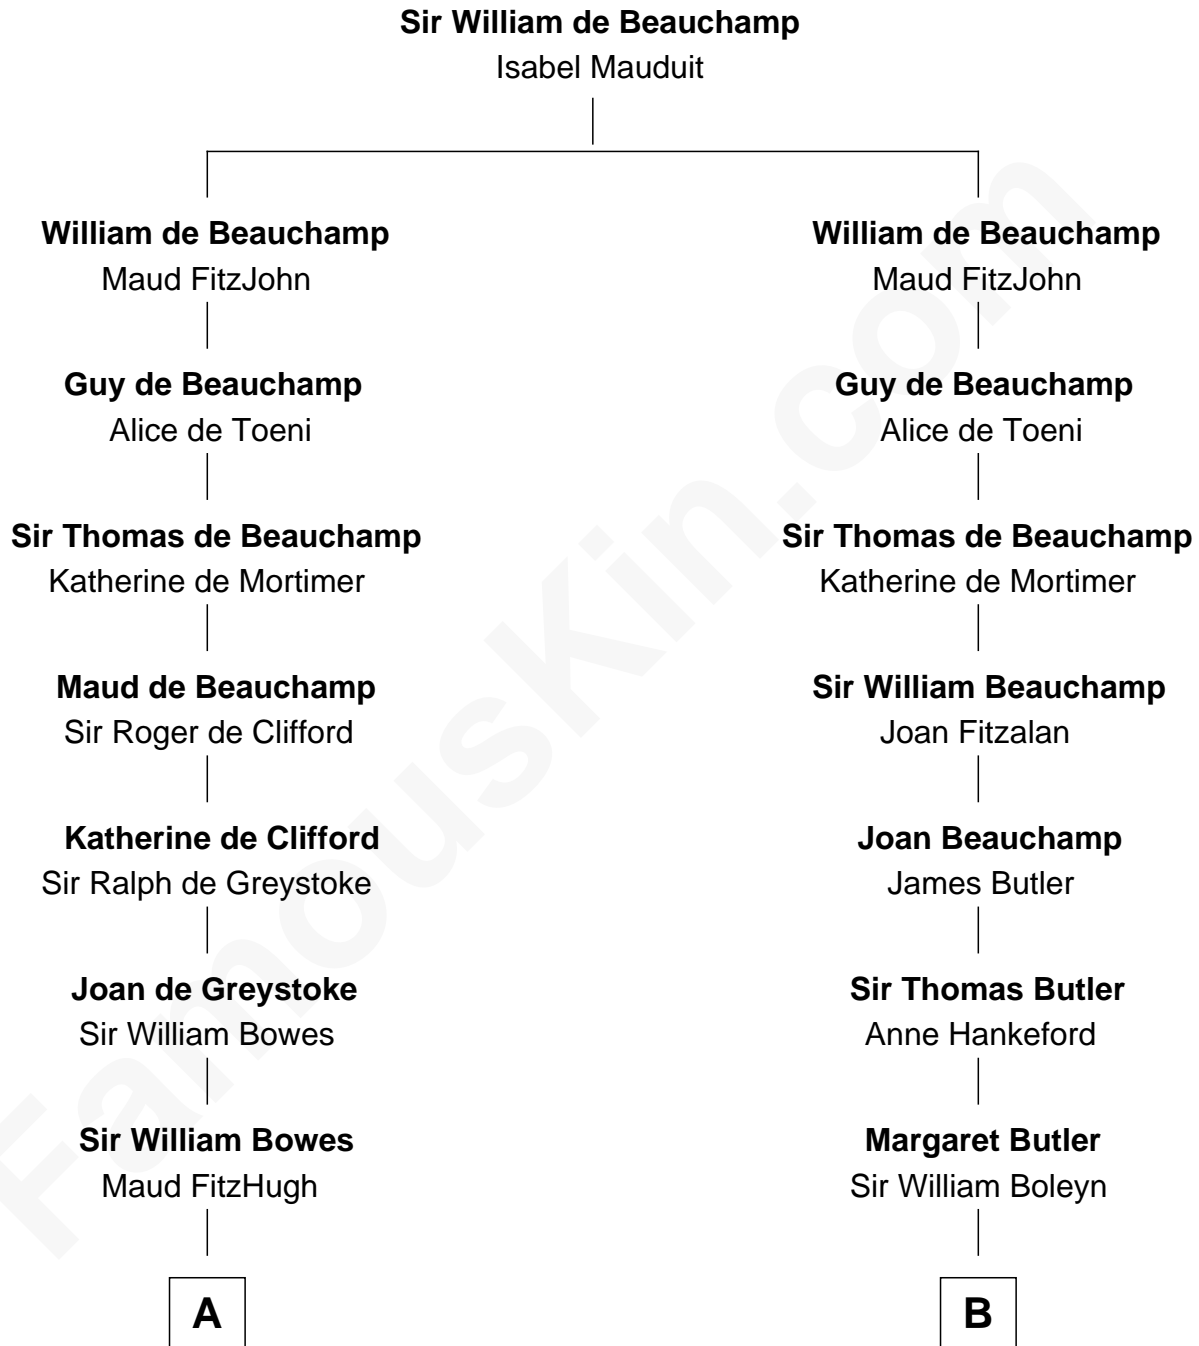 Sir William de Beauchamp
Isabel Mauduit
William de Beauchamp
Maud FitzJohn
Guy de Beauchamp
Alice de Toeni
Sir Thomas de Beauchamp
Katherine de Mortimer
Maud de Beauchamp
Sir Roger de Clifford
Katherine de Clifford
Sir Ralph de Greystoke
Joan de Greystoke
Sir William Bowes
Sir William Bowes
Maud FitzHugh
A
William de Beauchamp
Maud FitzJohn
Guy de Beauchamp
Alice de Toeni
Sir Thomas de Beauchamp
Katherine de Mortimer
Sir William Beauchamp
Joan Fitzalan
Joan Beauchamp
James Butler
Sir Thomas Butler
Anne Hankeford
Margaret Butler
Sir William Boleyn
B
FamousKin.com